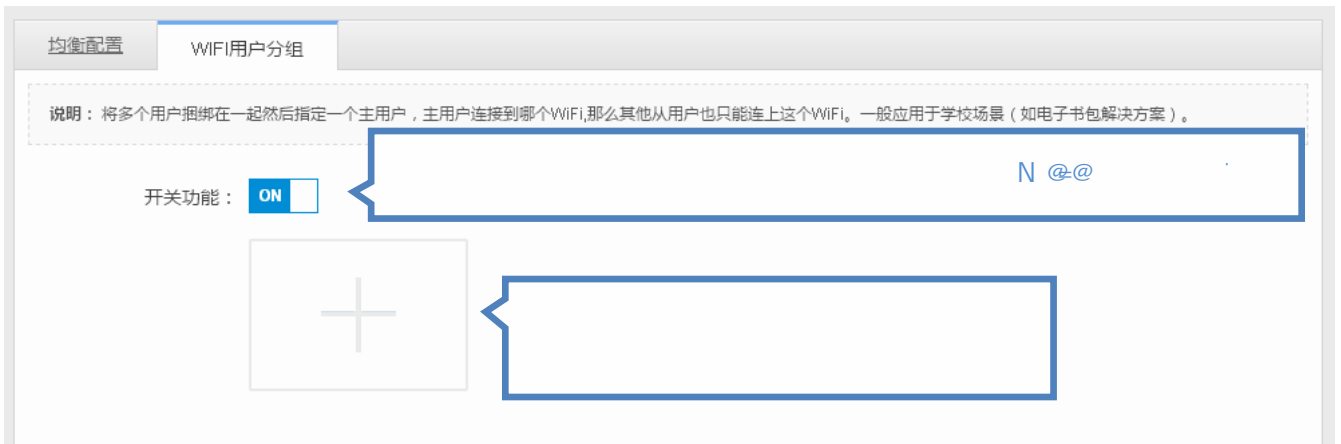 均衡配置
WIFI用户分组
说明：将多个用户捆绑在一起然后指定一个主用户，主用户连接到哪个WiFi,那么其他从用户也只能连上这个WiFi。一般应用于学校场景（如电子书包解决方案）。
N @@
开关功能： ON